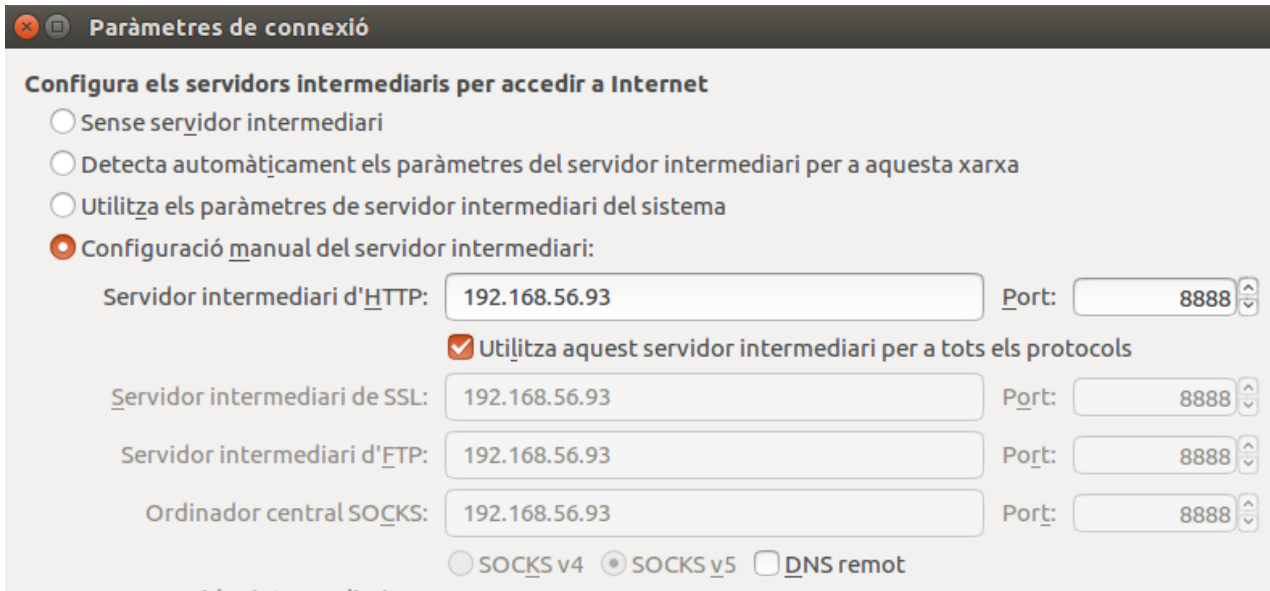 Paràmetres de connexió
Configura els servidors intermediaris per accedir a Internet
Sense servidor intermediari
Detecta automàticament els paràmetres del servidor intermediari per a aquesta xarxa
Utilitza els paràmetres de servidor intermediari del sistema
Configuració manual del servidor intermediari:
Servidor intermediari d'HTTP: 192.168.56.93 Port: 8888
Utilitza aquest servidor intermediari per a tots els protocols
Servidor intermediari de SSL: 192.168.56.93 Port: 8888
Servidor intermediari d'FTP: 192.168.56.93 Port: 8888
Ordinador central SOCKS: 192.168.56.93 Port: 8888
SOCKS v4 SOCKS v5 DNS remot